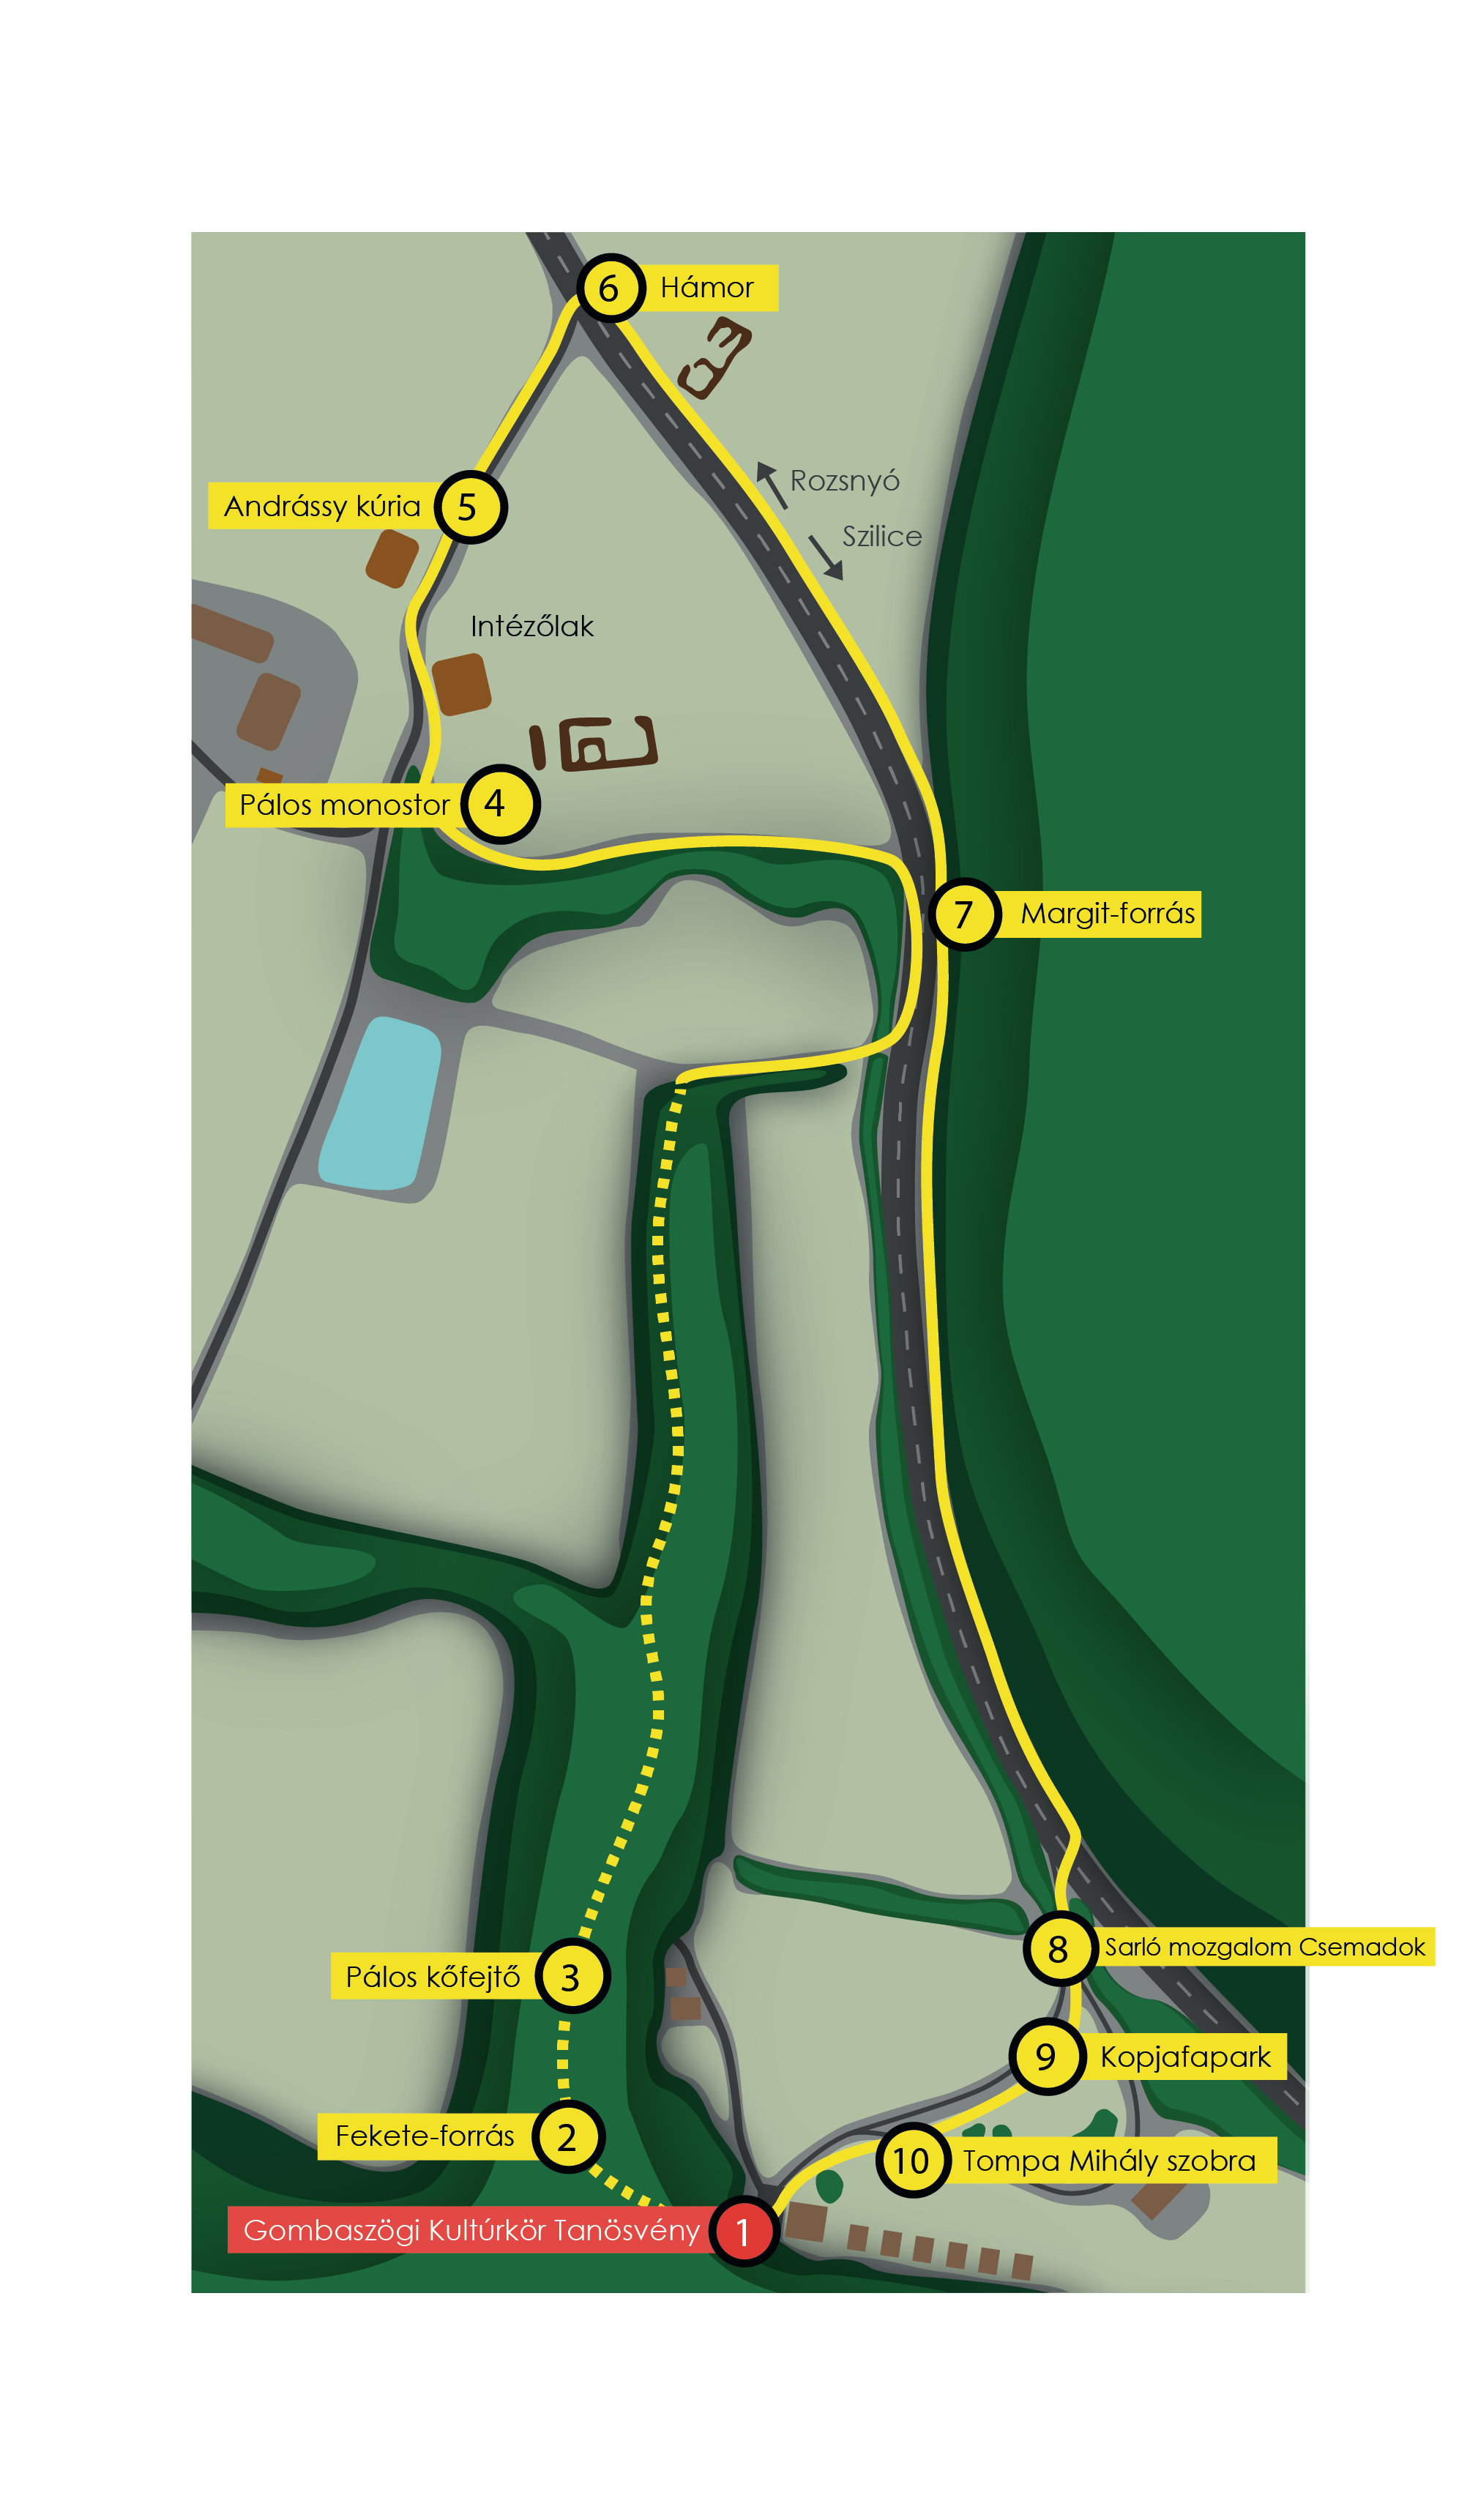 6 Hámor
Rozsnyó
Andrássy kúria 5
Szilice
Intézőlak
Pálos monostor 4
7 Margit-forrás
8 Sarló mozgalom Csemadok
Pálos kőfejtő 3
9 Kopjafapark
Fekete-forrás 2
10 Tompa Mihály szobra
Gombaszögi Kultúrkör Tanösvény 1